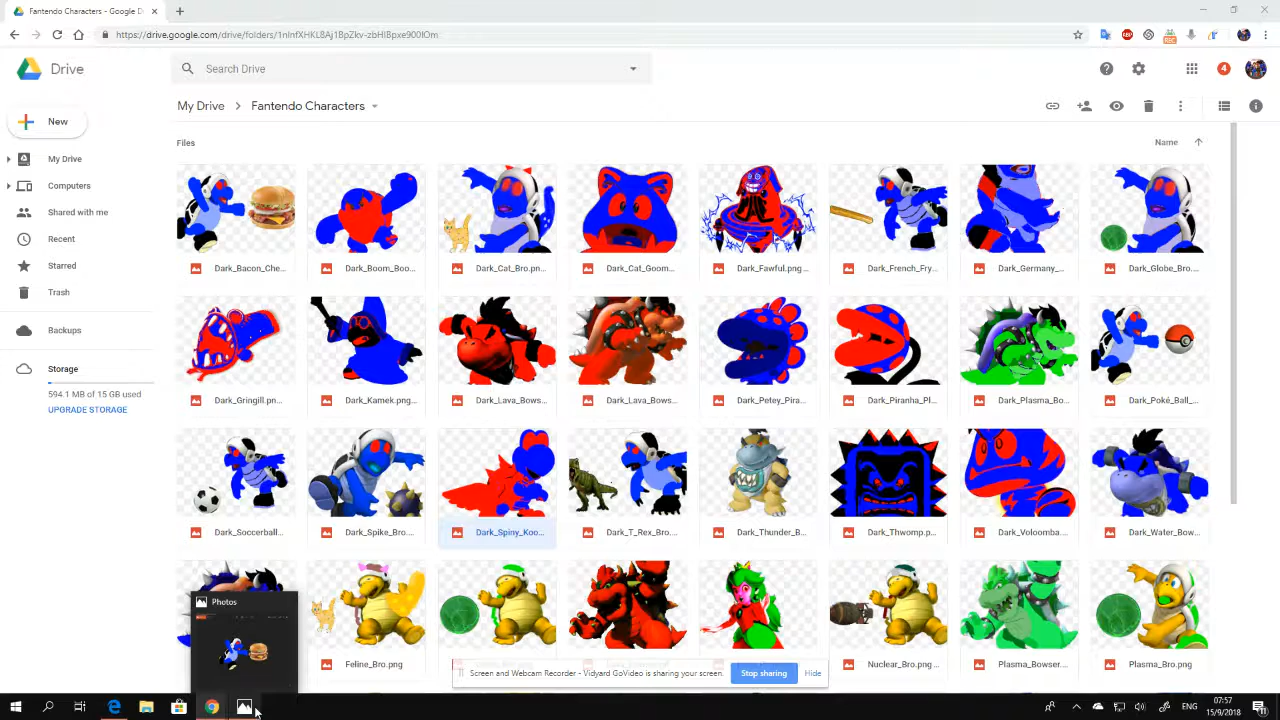 Fantendo Characters - Google D
https://drive.google.com/drive/folders/1nInfXHKL8Aj1BpZkv-zbHiBpxe900lOm
Drive
Search Drive
4
New
My Drive
Fantendo Characters
My Drive
Computers
Shared with me
Recent
Starred
Trash
Backups
Storage
594.1 MB of 15 GB used
UPGRADE STORAGE
Files
Name
Dark_Bacon_Che...
Dark_Boom_Boo...
Dark_Cat_Bro.pn...
Dark_Cat_Goom...
Dark_Fawful.png...
Dark_French_Fry...
Dark_Germany_...
Dark_Globe_Bro....
Dark_Gringill.pn...
Dark_Kamek.png...
Dark_Lava_Bows...
Dark_Lava_Bows...
Dark_Petey_Pira...
Dark_Piranha_Pl...
Dark_Plasma_Bo...
Dark_Poké_Ball_...
Dark_Soccerball...
Dark_Spike_Bro....
Dark_Spiny_Koo...
Dark_T_Rex_Bro....
Dark_Thunder_B...
Dark_Thwomp.p...
Dark_Voloomba....
Dark_Water_Bow...
Photos
Feline_Bro.png
Nuclear_Bro.png...
Plasma_Bowser....
Plasma_Bro.png
Screen and Webcam Recorder - Vidyard GoVideo is sharing your screen.
Stop sharing
Hide
ENG
07:57
15/9/2018